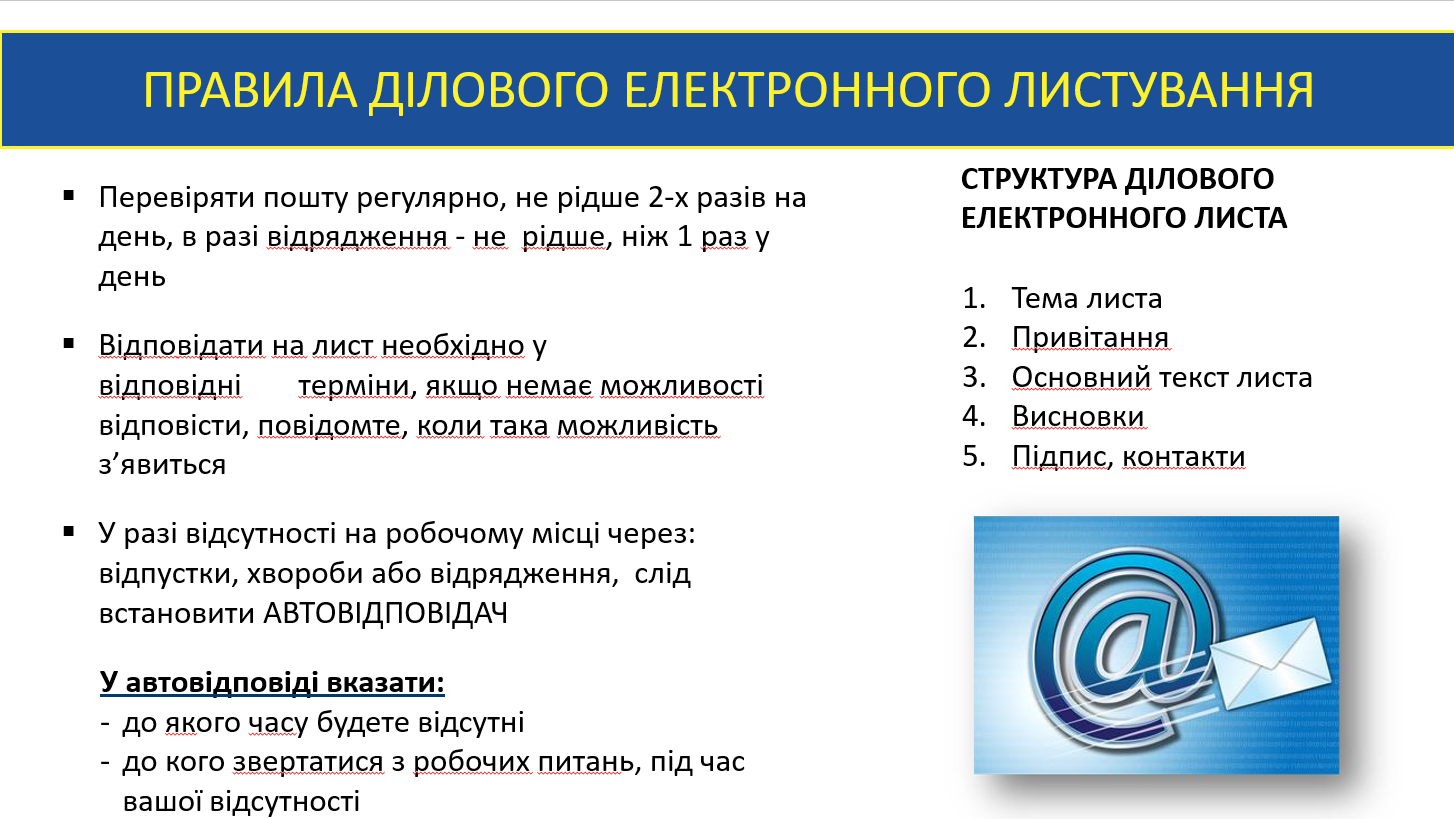 ПРАВИЛА ДІЛОВОГО ЕЛЕКТРОННОГО ЛИСТУВАННЯ
▪ Перевіряти пошту регулярно, не рідше 2-х разів на
день, в разі відрядження - не  рідше, ніж 1 раз у
день
▪ Відповідати на лист необхідно у
відповідні терміни, якщо немає можливості
відповісти, повідомте, коли така можливість
з’явиться
▪ У разі відсутності на робочому місці через:
відпустки, хвороби або відрядження,  слід
встановити АВТОВІДПОВІДАЧ
У автовідповіді вказати:
- до якого часу будете відсутні
- до кого звертатися з робочих питань, під час
вашої відсутності
СТРУКТУРА ДІЛОВОГО
ЕЛЕКТРОННОГО ЛИСТА
1. Тема листа
2. Привітання
3. Основний текст листа
4. Висновки
5. Підпис, контакти
@